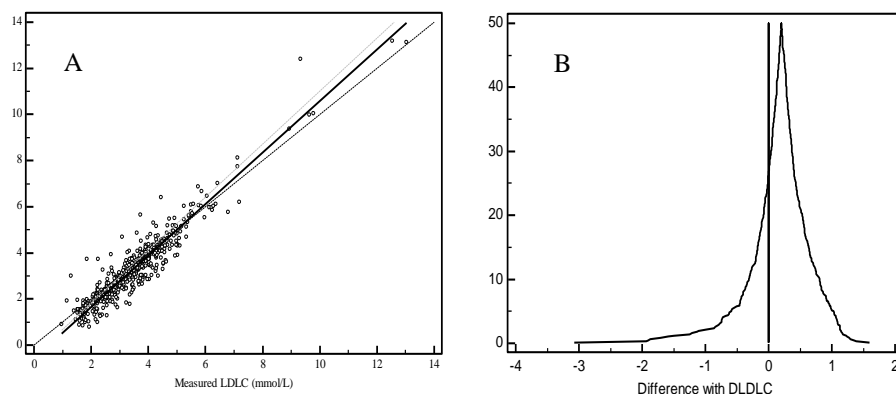 A
14
12
10
8
6
4
2
0
0 2 4 6 8 10 12 14
Measured LDLC (mmol/L)
B
50
40
30
20
10
0
-4 -3 -2 -1 0 1 2
Difference with DLDLC